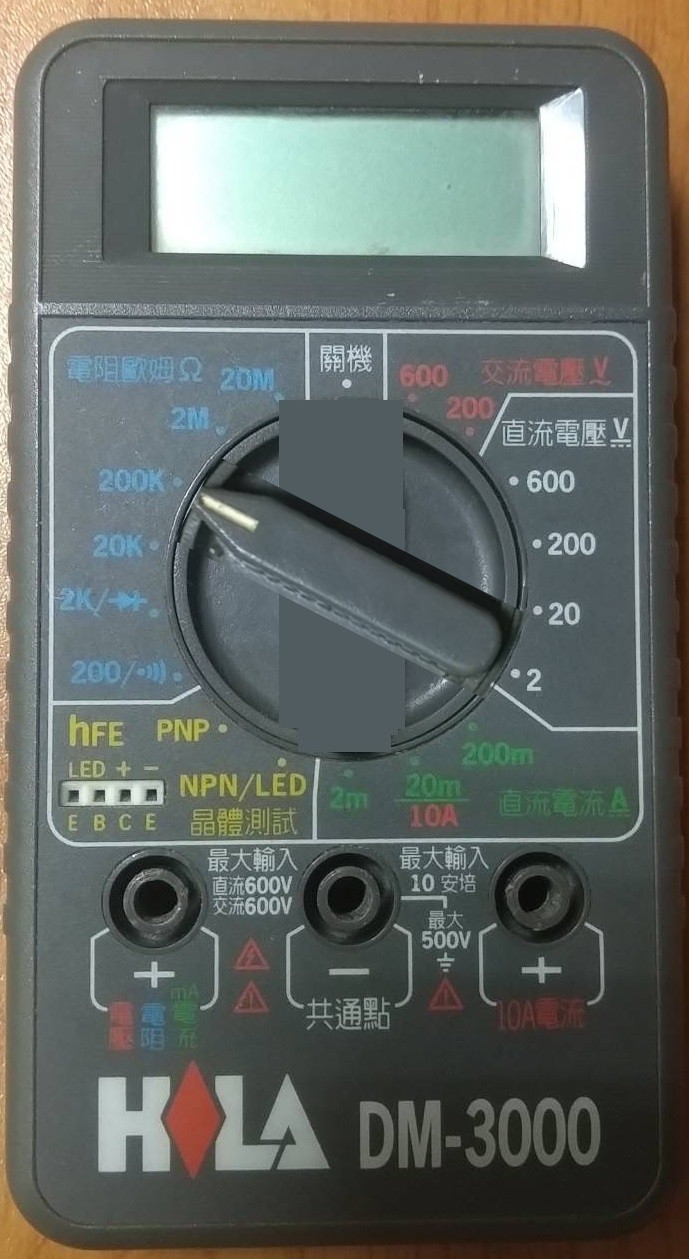 關機
電阻歐姆Ω
20M
2M
200K
20K
2K/
200/
600
交流電壓V
200
直流電壓V
600
200
20
2
hFE PNP
LED + −
E B C E
NPN/LED
晶體測試
2m
20m
10A
200m
直流電流A
最大輸入
直流600V
交流600V
最大輸入
10 安培
最大
500V
+
−
+
電壓
電阻
mA電流
共通點
10A電流
HOLA DM-3000